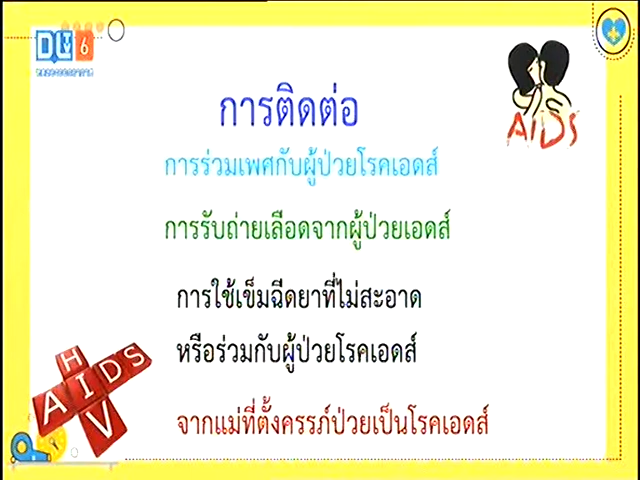 DL 6
AIDS
การติดต่อ
การร่วมเพศกับผู้ป่วยโรคเอดส์
การรับถ่ายเลือดจากผู้ป่วยเอดส์
การใช้เข็มฉีดยาที่ไม่สะอาด
หรือร่วมกับผู้ป่วยโรคเอดส์
จากแม่ที่ตั้งครรภ์ป่วยเป็นโรคเอดส์
HIV
AIDS